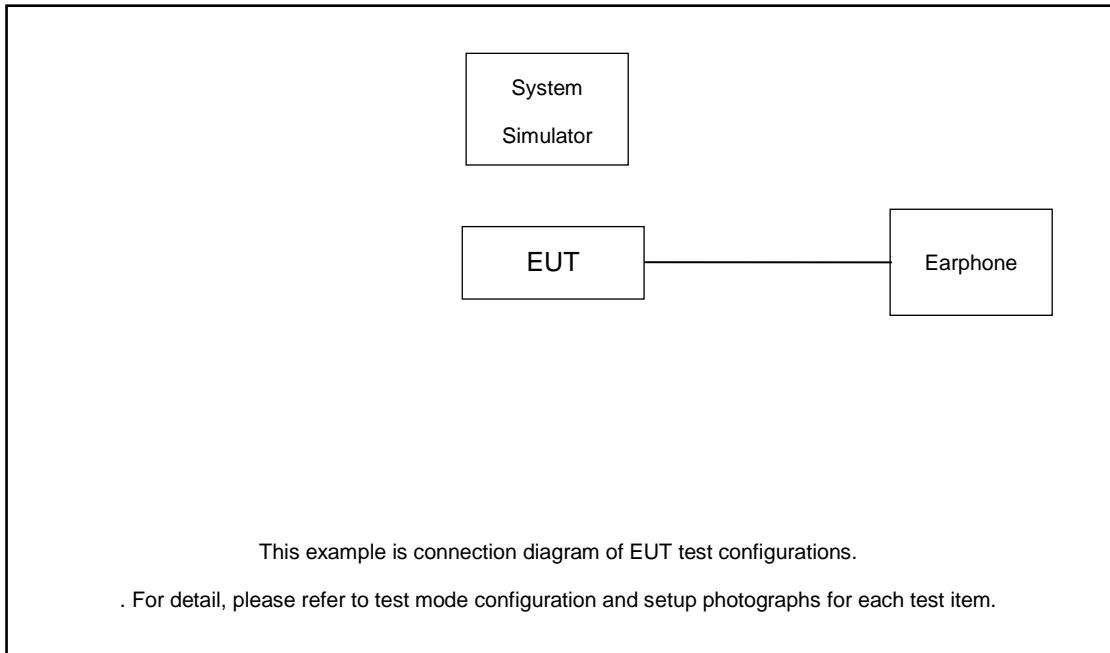 System
Simulator
EUT
Earphone
This example is connection diagram of EUT test configurations.
. For detail, please refer to test mode configuration and setup photographs for each test item.